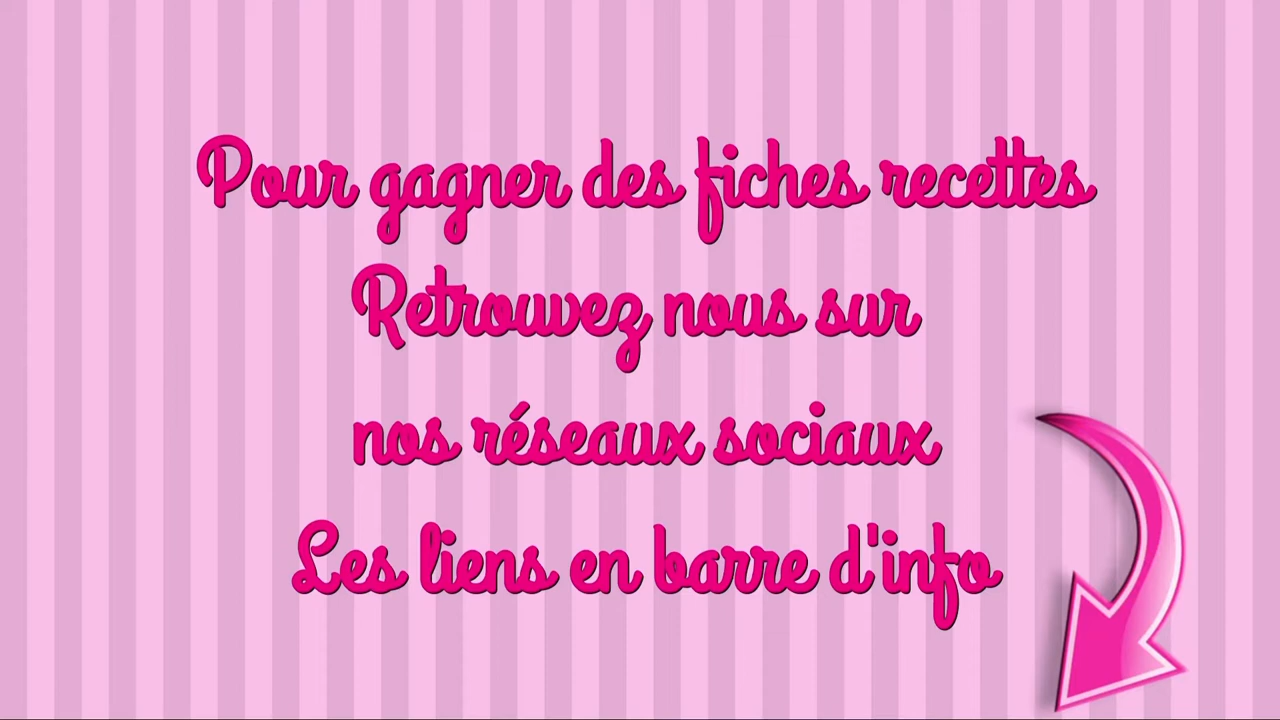 Pour gagner des fiches recettes
Retrouvez nous sur
nos réseaux sociaux
Les liens en barre d'info